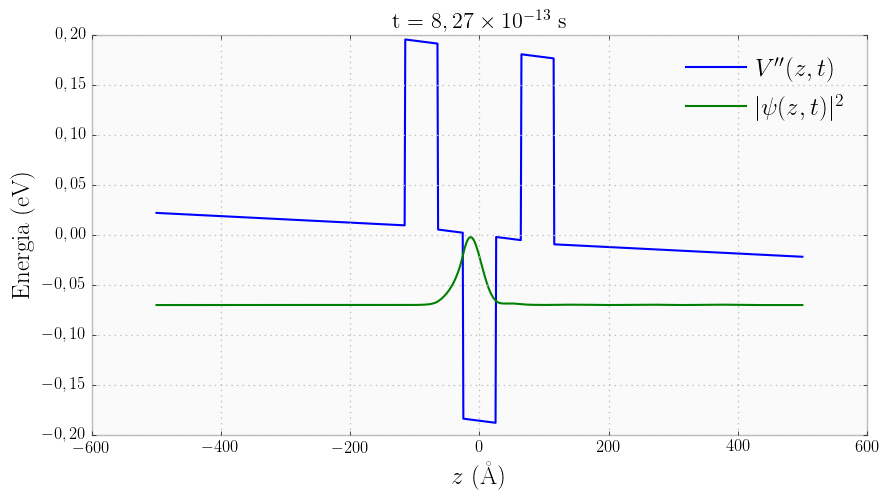 t = 8, 27 × 10⁻¹³ s
V′′(z, t)
|ψ(z, t)|²
Energia (eV)
0, 20
0, 15
0, 10
0, 05
0, 00
−0, 05
−0, 10
−0, 15
−0, 20
−600 −400 −200 0 200 400 600
z (Å)